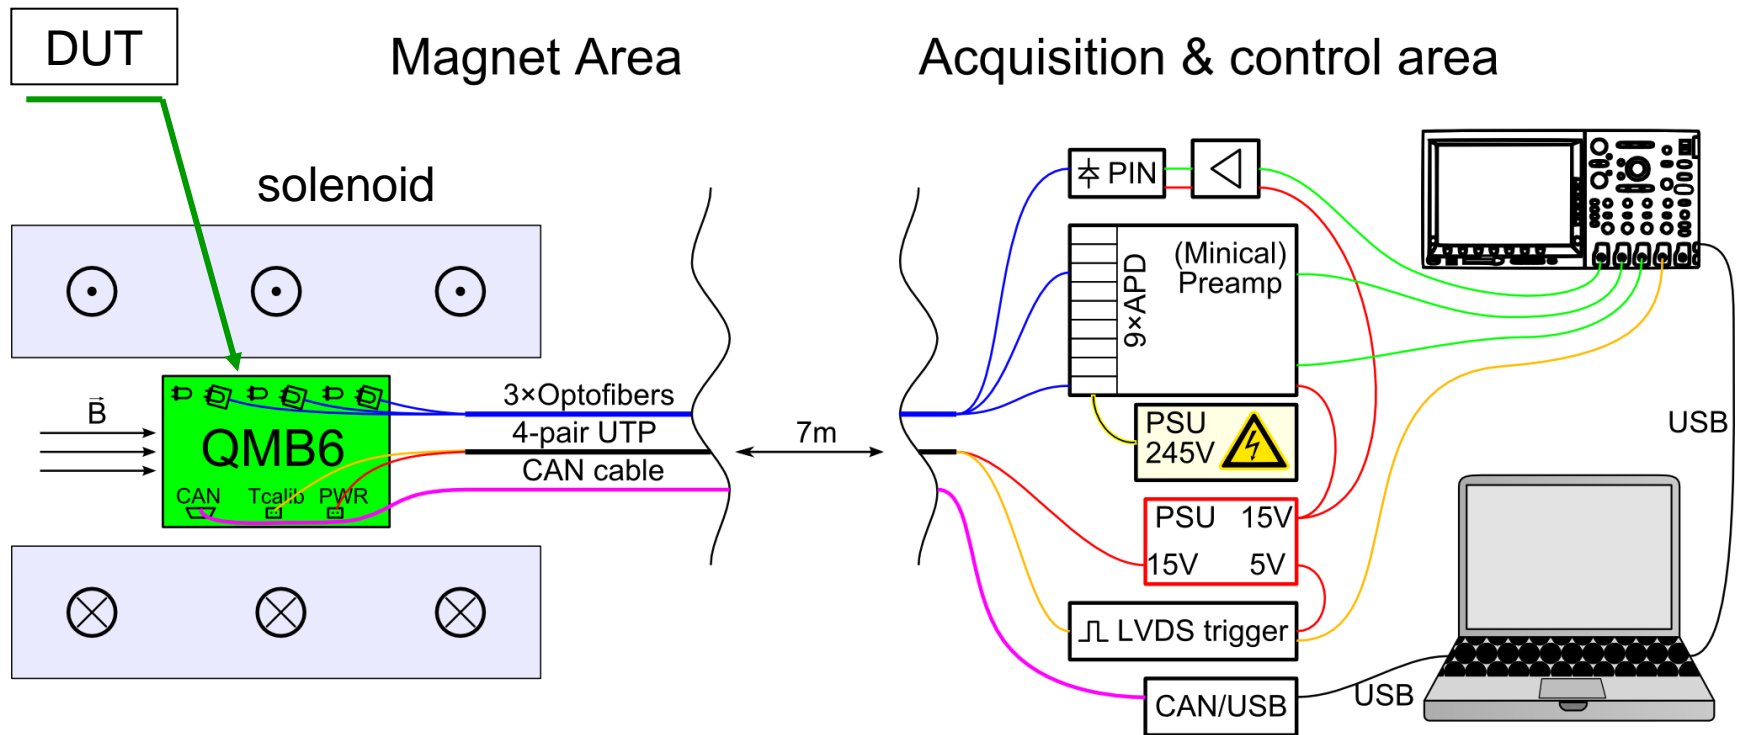 DUT
Magnet Area
Acquisition & control area
solenoid
B
QMB6
CAN
Tcalib
PWR
3×Optofibers
4-pair UTP
CAN cable
7m
PIN
9×APD
(Minical)
Preamp
PSU
245V
PSU 15V
15V 5V
LVDS trigger
CAN/USB
USB
USB